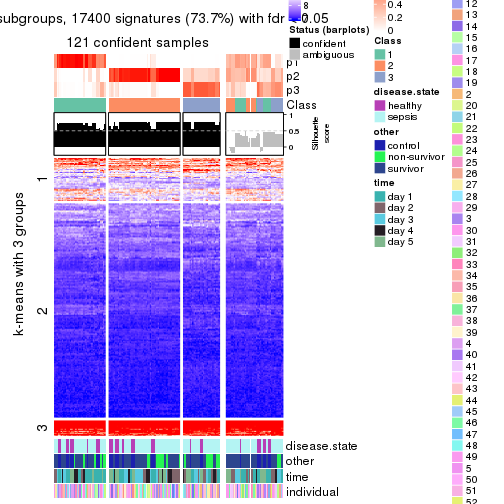 subgroups, 17400 signatures (73.7%) with fdr < 0.05
121 confident samples
p1
p2
p3
Class
1
0.5
0
Silhouette
score
k-means with 3 groups
1
2
3
disease.state
other
time
individual
8
0
Status (barplots)
confident
ambiguous
0.4
0.2
0
Class
1
2
3
disease.state
healthy
sepsis
other
control
non-survivor
survivor
time
day 1
day 2
day 3
day 4
day 5
12
13
14
15
16
17
18
19
2
20
21
22
23
24
25
26
27
28
29
3
30
31
32
33
34
35
36
37
38
39
4
40
41
42
43
44
45
46
47
48
49
5
50
51
52